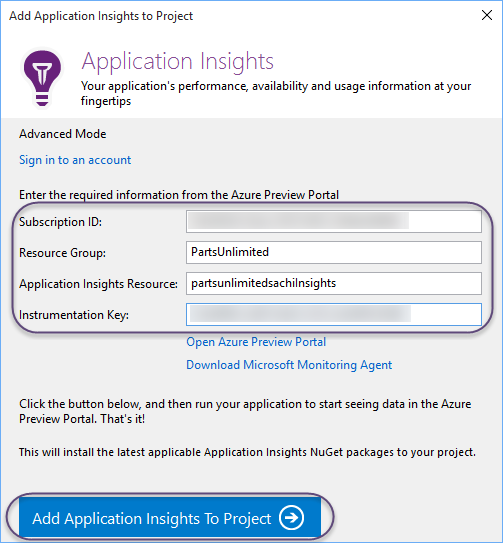 Add Application Insights to Project
Application Insights
Your application's performance, availability and usage information at your
fingertips
Advanced Mode
Sign in to an account
Enter the required information from the Azure Preview Portal
Subscription ID:
Resource Group: PartsUnlimited
Application Insights Resource: partsunlimitedsachiInsights
Instrumentation Key:
Open Azure Preview Portal
Download Microsoft Monitoring Agent
Click the button below, and then run your application to start seeing data in the Azure
Preview Portal. That's it!
This will install the latest applicable Application Insights NuGet packages to your project.
Add Application Insights To Project